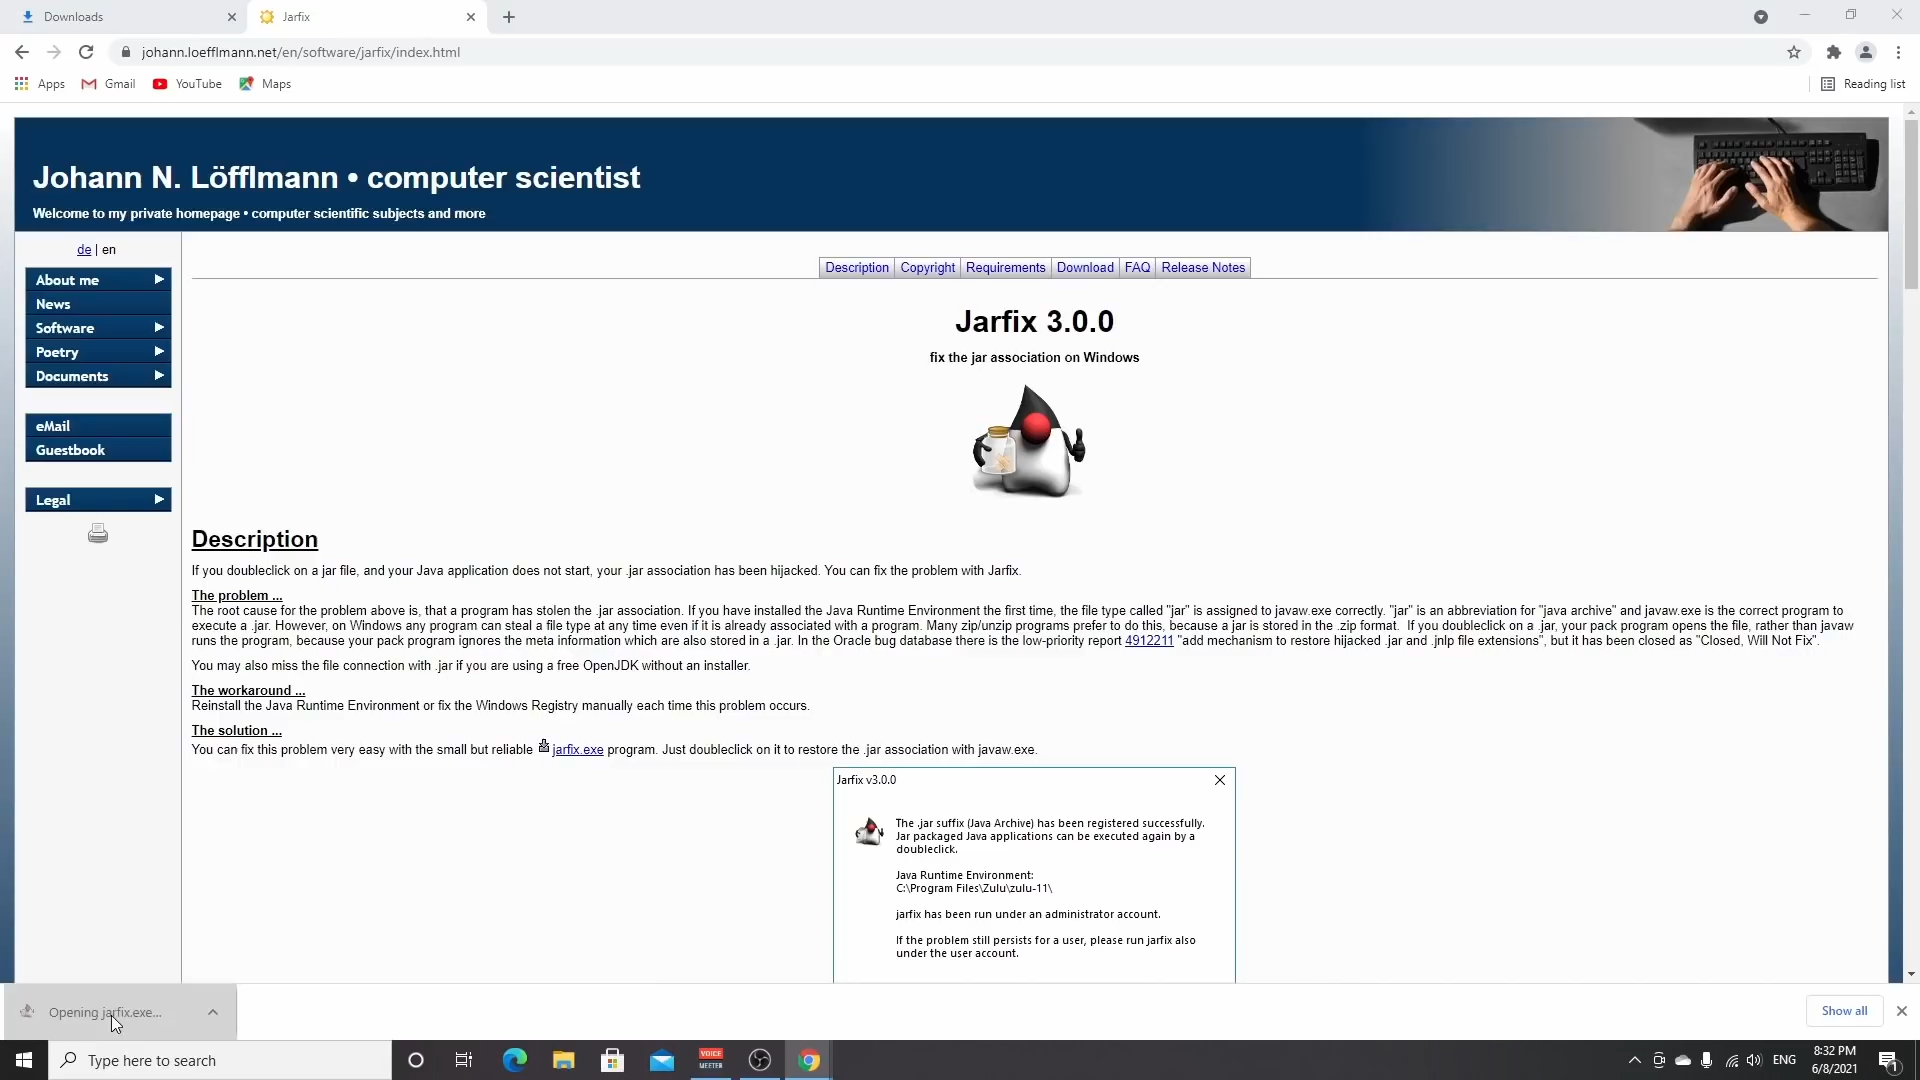 Downloads
Jarfix
johann.loefflmann.net/en/software/jarfix/index.html
Apps Gmail YouTube Maps Reading list
Johann N. Löfflmann • computer scientist
Welcome to my private homepage • computer scientific subjects and more
de | en
About me
News
Software
Poetry
Documents
eMail
Guestbook
Legal
Description Copyright Requirements Download FAQ Release Notes
Jarfix 3.0.0
fix the jar association on Windows
Description
If you doubleclick on a jar file, and your Java application does not start, your .jar association has been hijacked. You can fix the problem with Jarfix.
The problem ...
The root cause for the problem above is, that a program has stolen the .jar association. If you have installed the Java Runtime Environment the first time, the file type called "jar" is assigned to javaw.exe correctly. "jar" is an abbreviation for "java archive" and javaw.exe is the correct program to
execute a .jar. However, on Windows any program can steal a file type at any time even if it is already associated with a program. Many zip/unzip programs prefer to do this, because a jar is stored in the .zip format. If you doubleclick on a .jar, your pack program opens the file, rather than javaw
runs the program, because your pack program ignores the meta information which are also stored in a .jar. In the Oracle bug database there is the low-priority report 4912211 "add mechanism to restore hijacked .jar and .jnlp file extensions", but it has been closed as "Closed, Will Not Fix".
You may also miss the file connection with .jar if you are using a free OpenJDK without an installer.
The workaround ...
Reinstall the Java Runtime Environment or fix the Windows Registry manually each time this problem occurs.
The solution ...
You can fix this problem very easy with the small but reliable jarfix.exe program. Just doubleclick on it to restore the .jar association with javaw.exe.
Jarfix v3.0.0
The .jar suffix (Java Archive) has been registered successfully.
Jar packaged Java applications can be executed again by a
doubleclick.
Java Runtime Environment:
C:\Program Files\Zulu\zulu-11\
jarfix has been run under an administrator account.
If the problem still persists for a user, please run jarfix also
under the user account.
Opening jarfix.exe...
Show all
Type here to search
VOICE
MEETER
ENG
8:32 PM
6/8/2021
1